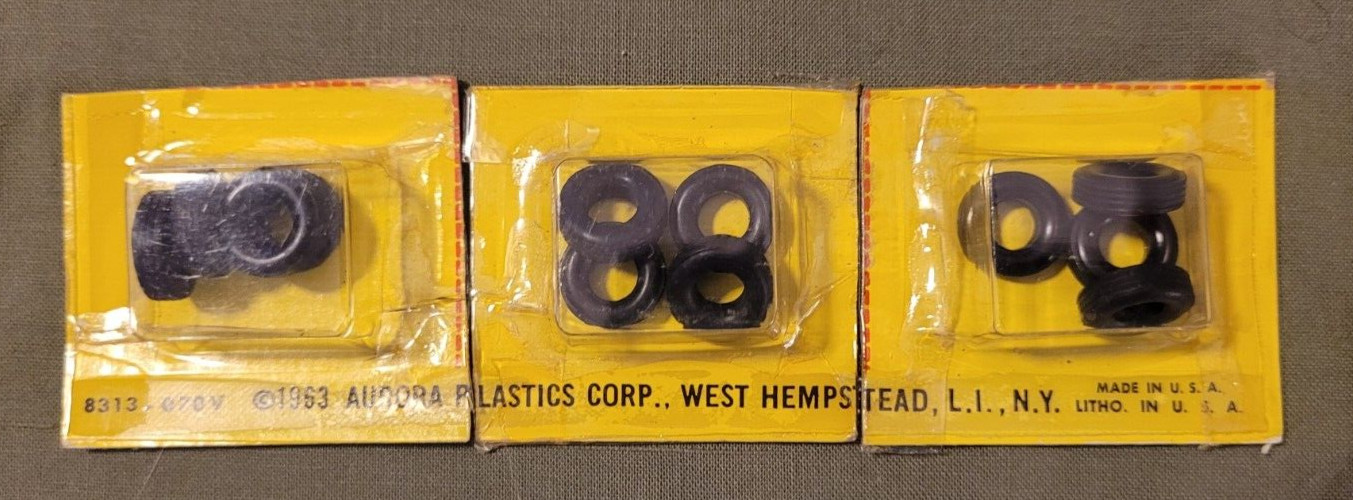 8313-070V ©1963 AURORA PLASTICS CORP., WEST HEMPSTEAD, L.I., N.Y.
MADE IN U. S. A.
LITHO. IN U. S. A.